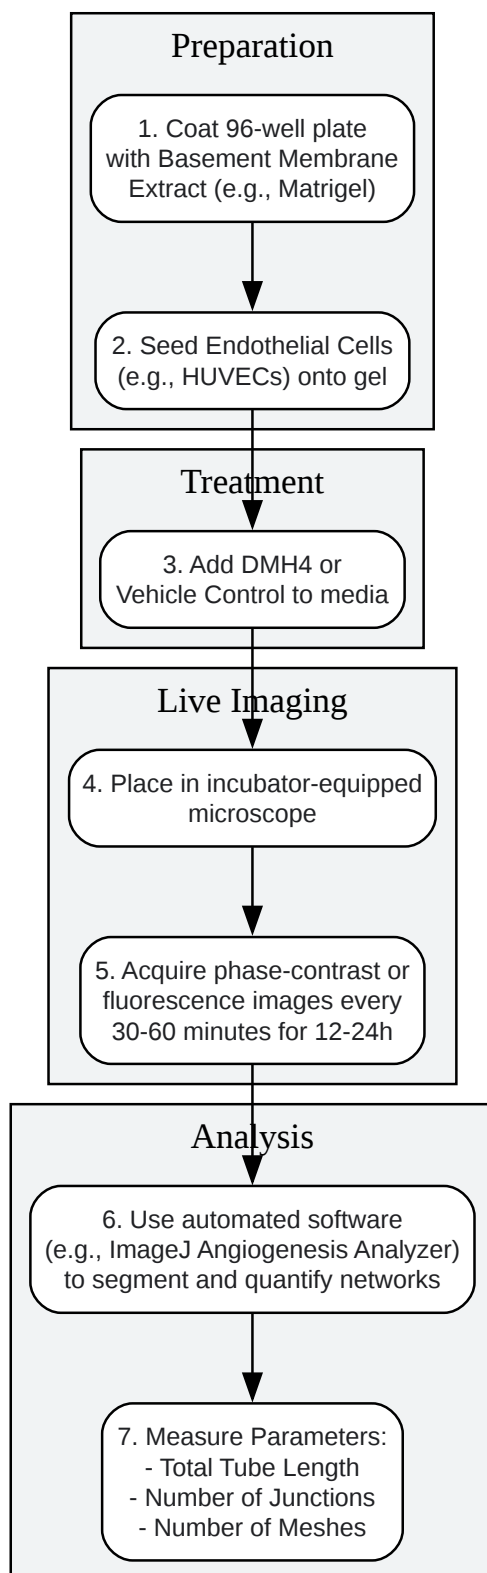 Preparation
1. Coat 96-well plate
with Basement Membrane
Extract (e.g., Matrigel)
2. Seed Endothelial Cells
(e.g., HUVECs) onto gel
Treatment
3. Add DMH4 or
Vehicle Control to media
Live Imaging
4. Place in incubator-equipped
microscope
5. Acquire phase-contrast or
fluorescence images every
30-60 minutes for 12-24h
Analysis
6. Use automated software
(e.g., ImageJ Angiogenesis Analyzer)
to segment and quantify networks
7. Measure Parameters:
- Total Tube Length
- Number of Junctions
- Number of Meshes